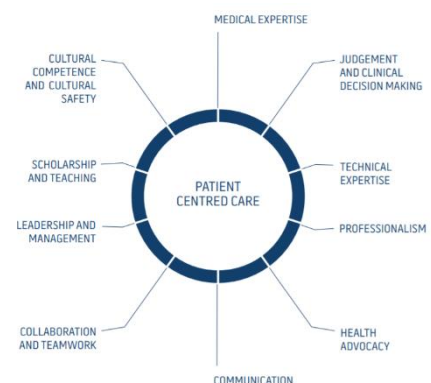 MEDICAL EXPERTISE
JUDGEMENT
AND CLINICAL
DECISION MAKING
TECHNICAL
EXPERTISE
PROFESSIONALISM
HEALTH
ADVOCACY
COMMUNICATION
COLLABORATION
AND TEAMWORK
LEADERSHIP AND
MANAGEMENT
SCHOLARSHIP
AND TEACHING
CULTURAL
COMPETENCE
AND CULTURAL
SAFETY
PATIENT
CENTRED CARE